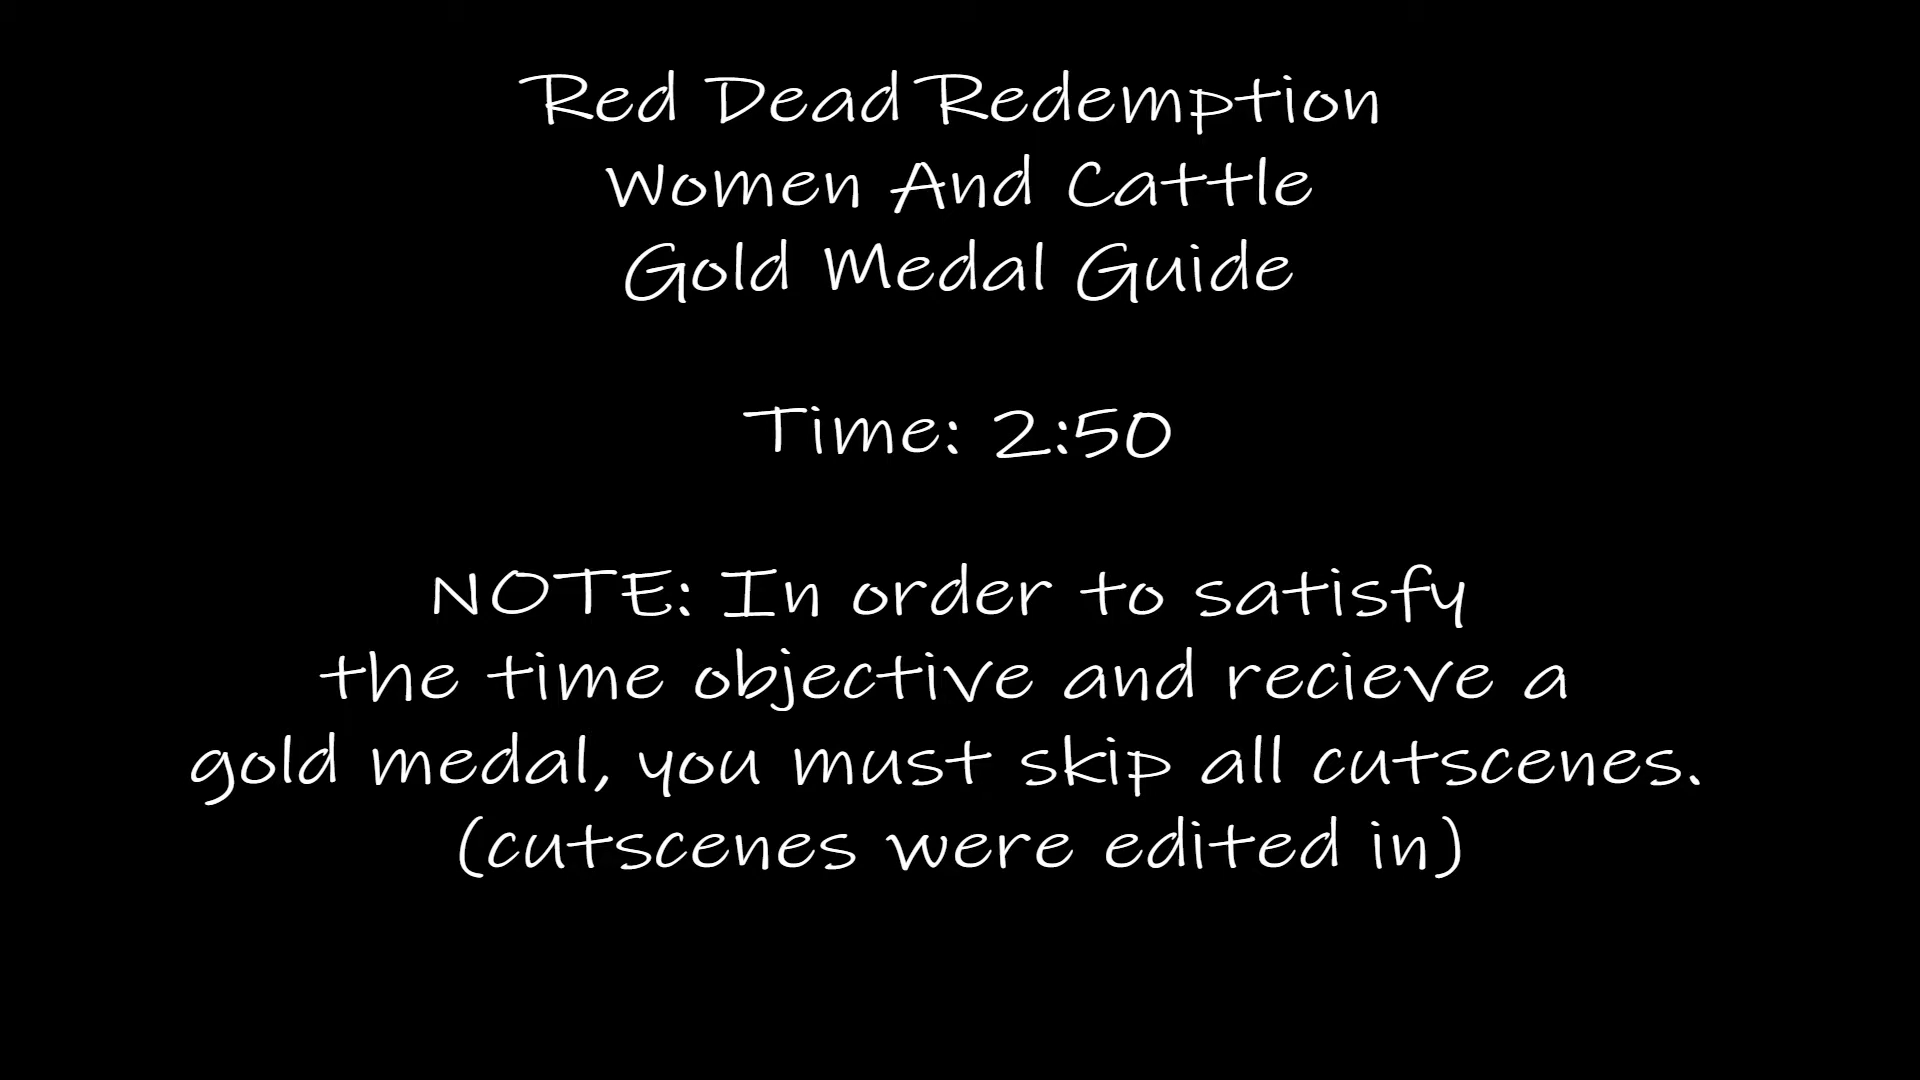 Red Dead Redemption
Women And Cattle
Gold Medal Guide
Time: 2:50
NOTE: In order to satisfy
the time objective and recieve a
gold medal, you must skip all cutscenes.
(cutscenes were edited in)